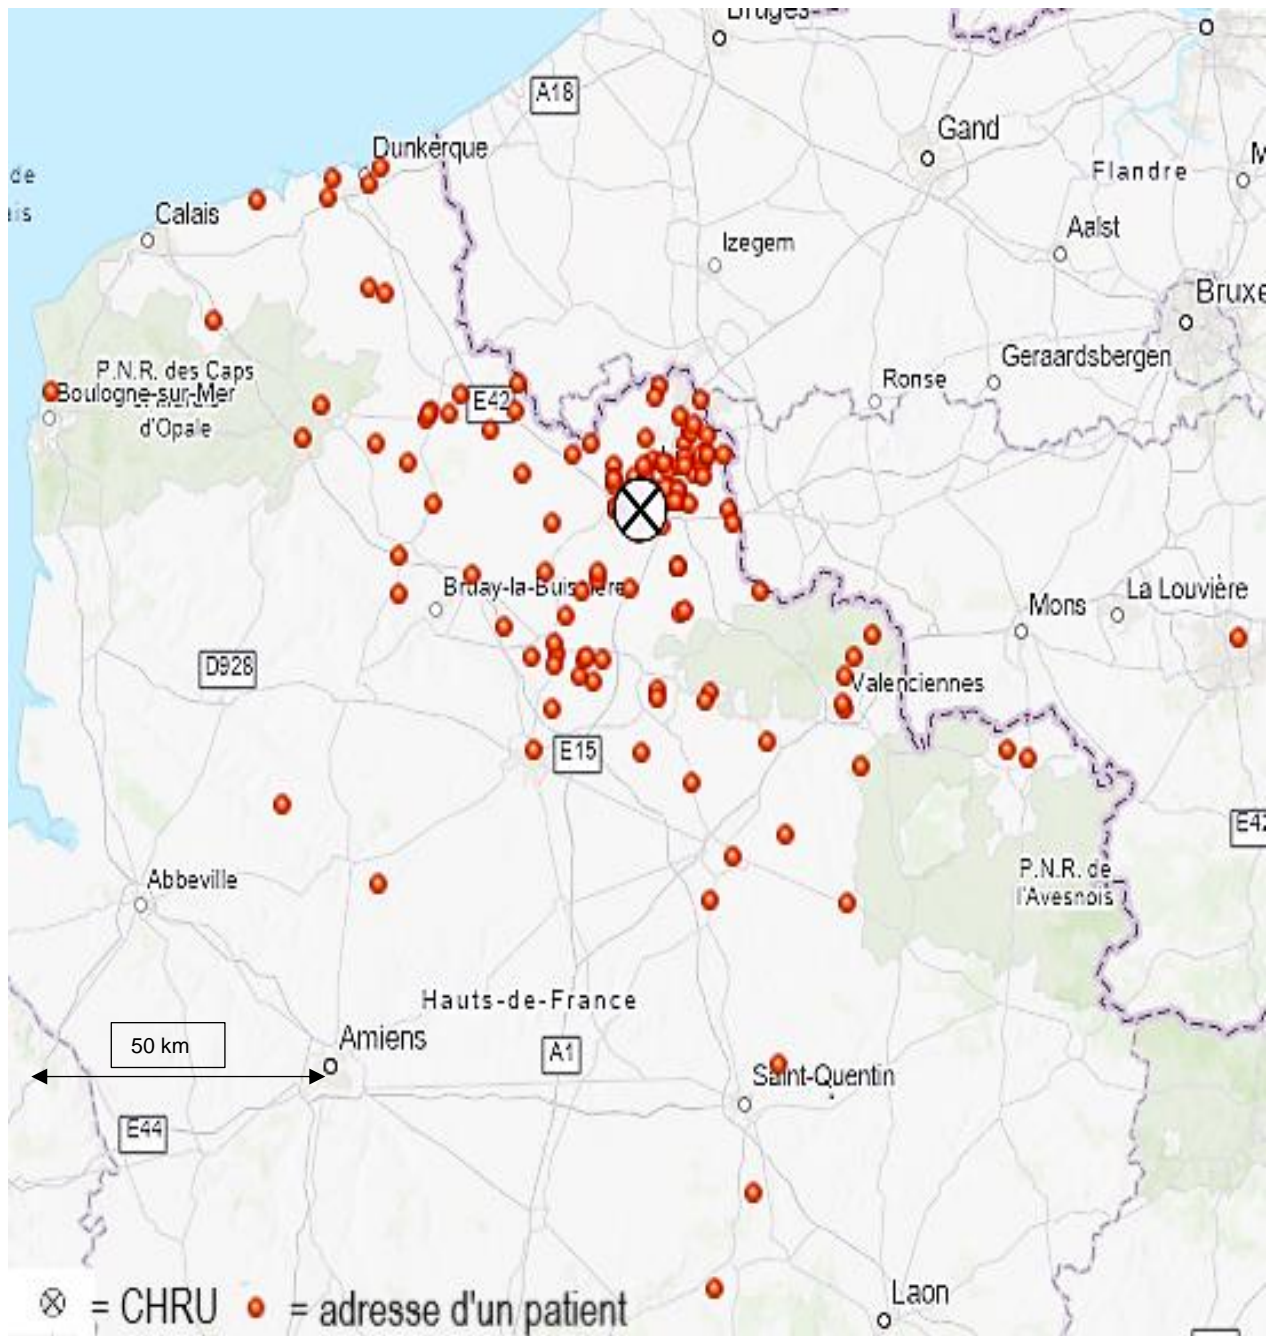 Bruges
A18
Gand
Dunkerque
Flandre
M
de
ais
Calais
Izegem
Aalst
Bruxe
Geraardsbergen
P.N.R. des Caps
Boulogne-sur-Mer
d'Opale
E42
Ronse
Bruay-la-Buissière
Mons
La Louvière
D928
Valenciennes
E15
E42
Abbeville
P.N.R. de
l'Avesnois
Hauts-de-France
50 km
Amiens
A1
Saint-Quentin
E44
Laon
= CHRU = adresse d'un patient